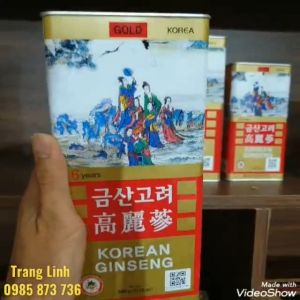 GOLD KOREA
6 years
금산고려
高麗蔘
KOREAN
GINSENG
Trang Linh
0985 873 736
Made with
VideoShow